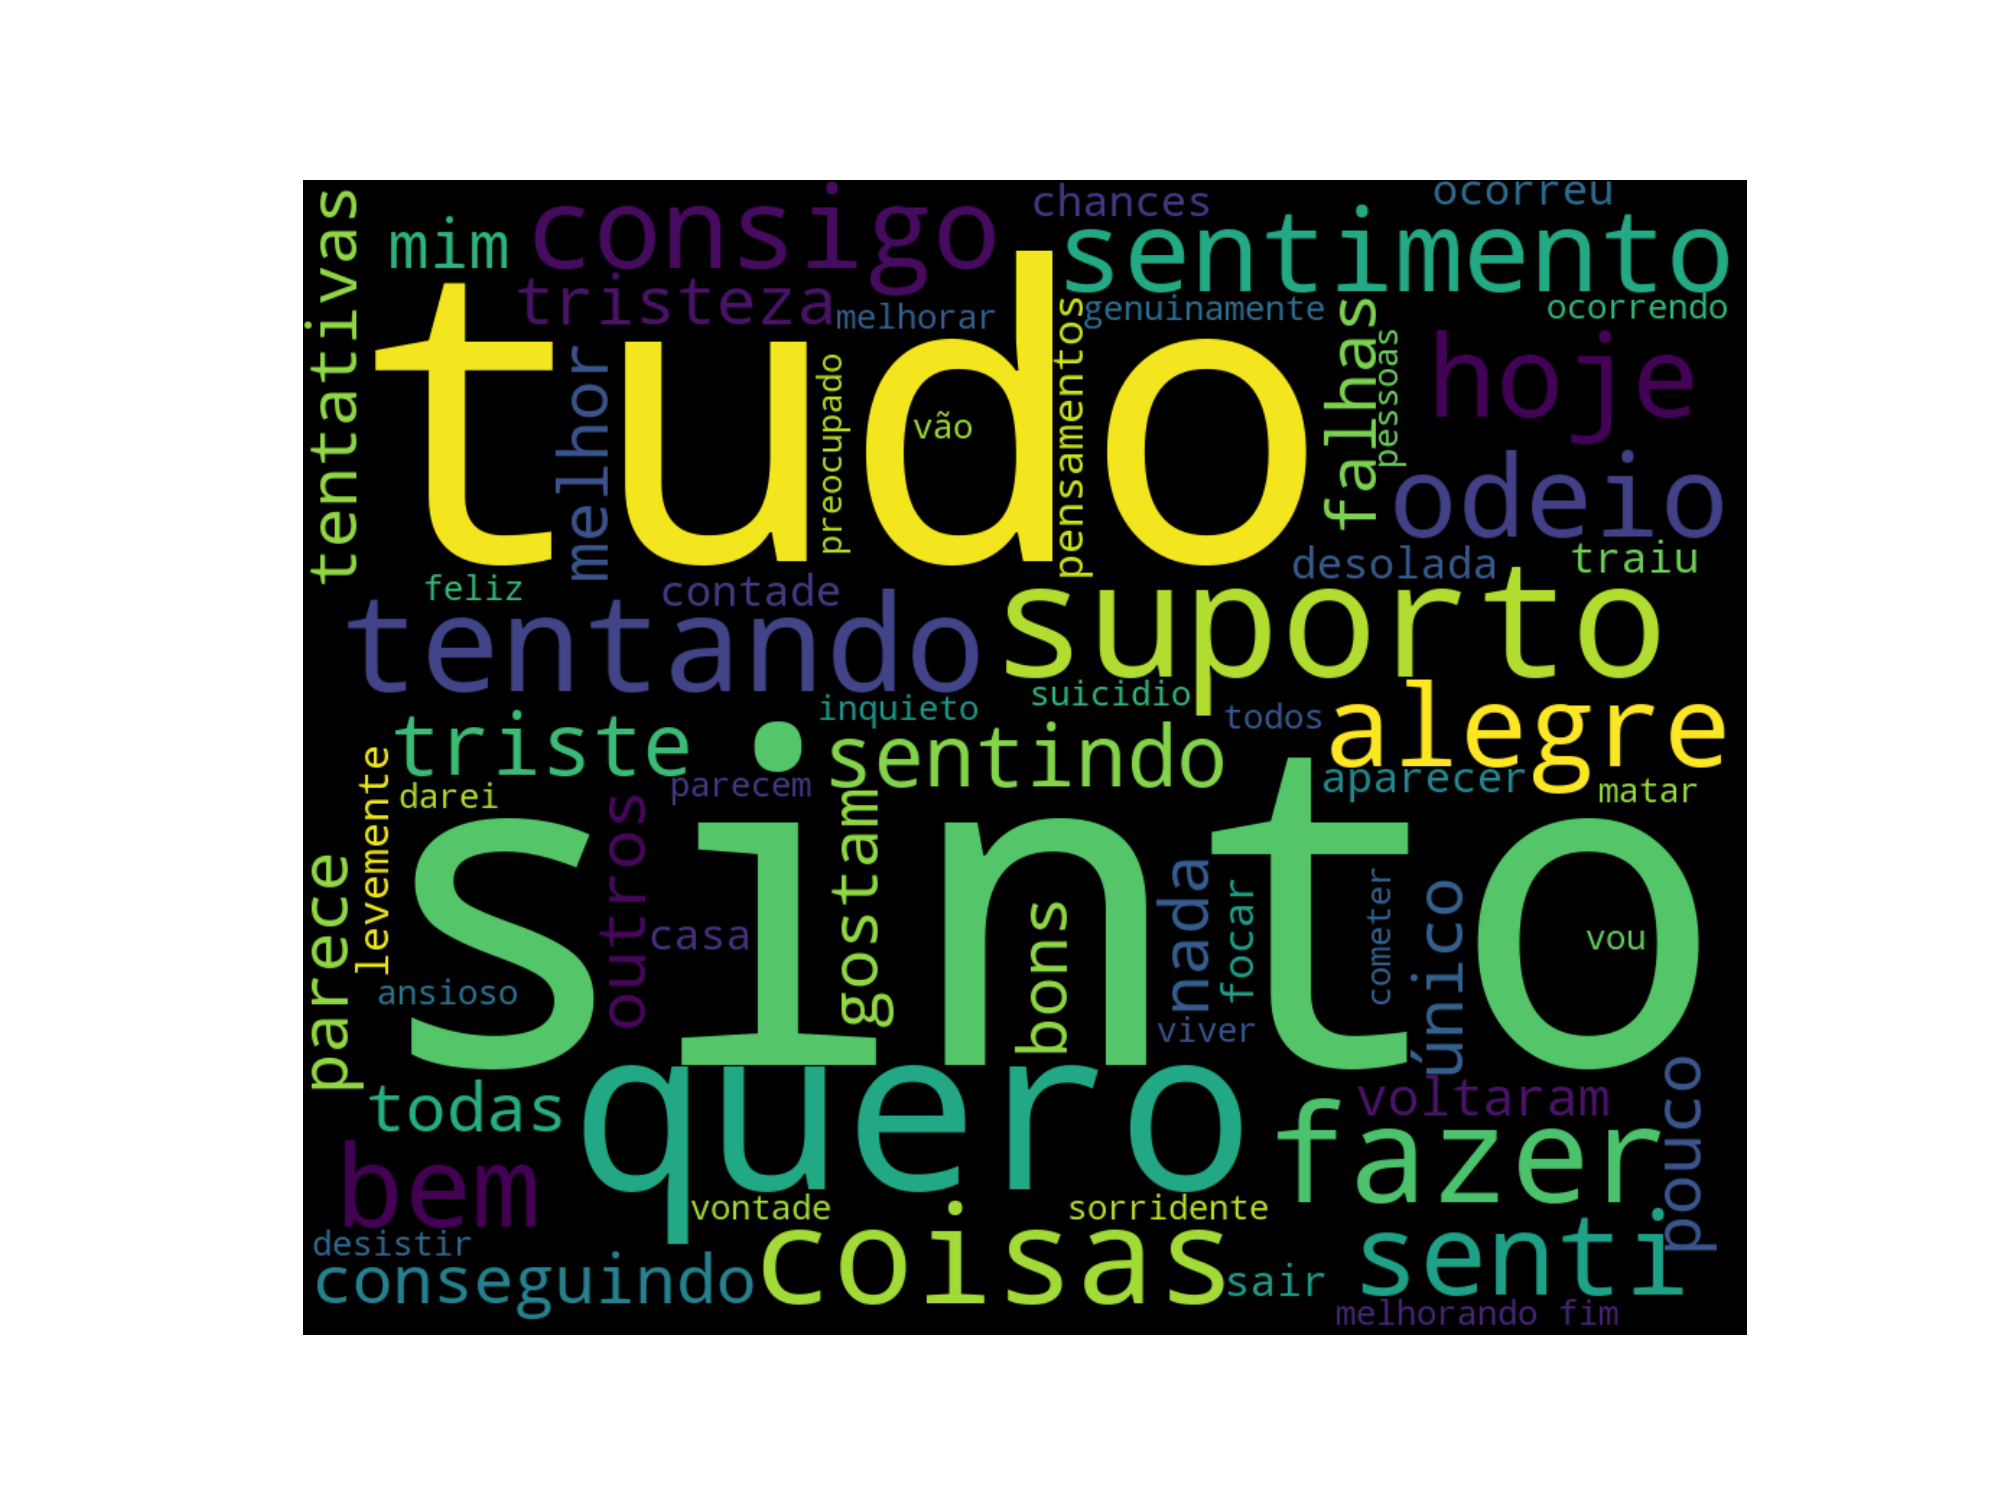 tentativas
mim
consigo
chances
ocorreu
sentimento
tristeza
melhorar
genuinamente
ocorrendo
tudo
melhor
preocupado
vão
pensamentos
falhas
pessoas
hoje
odeio
desolada
traiu
feliz
contade
tentando
suporto
inquieto
suicidio
todos
alegre
triste
sentindo
parecem
aparecer
matar
darei
levemente
sinto
outros
casa
gostam
bons
nada
focar
cometer
único
vou
parece
ansioso
viver
todas
quero
voltaram
fazer
pouco
bem
vontade
sorridente
desistir
conseguindo
coisas
sair
senti
melhorando fim